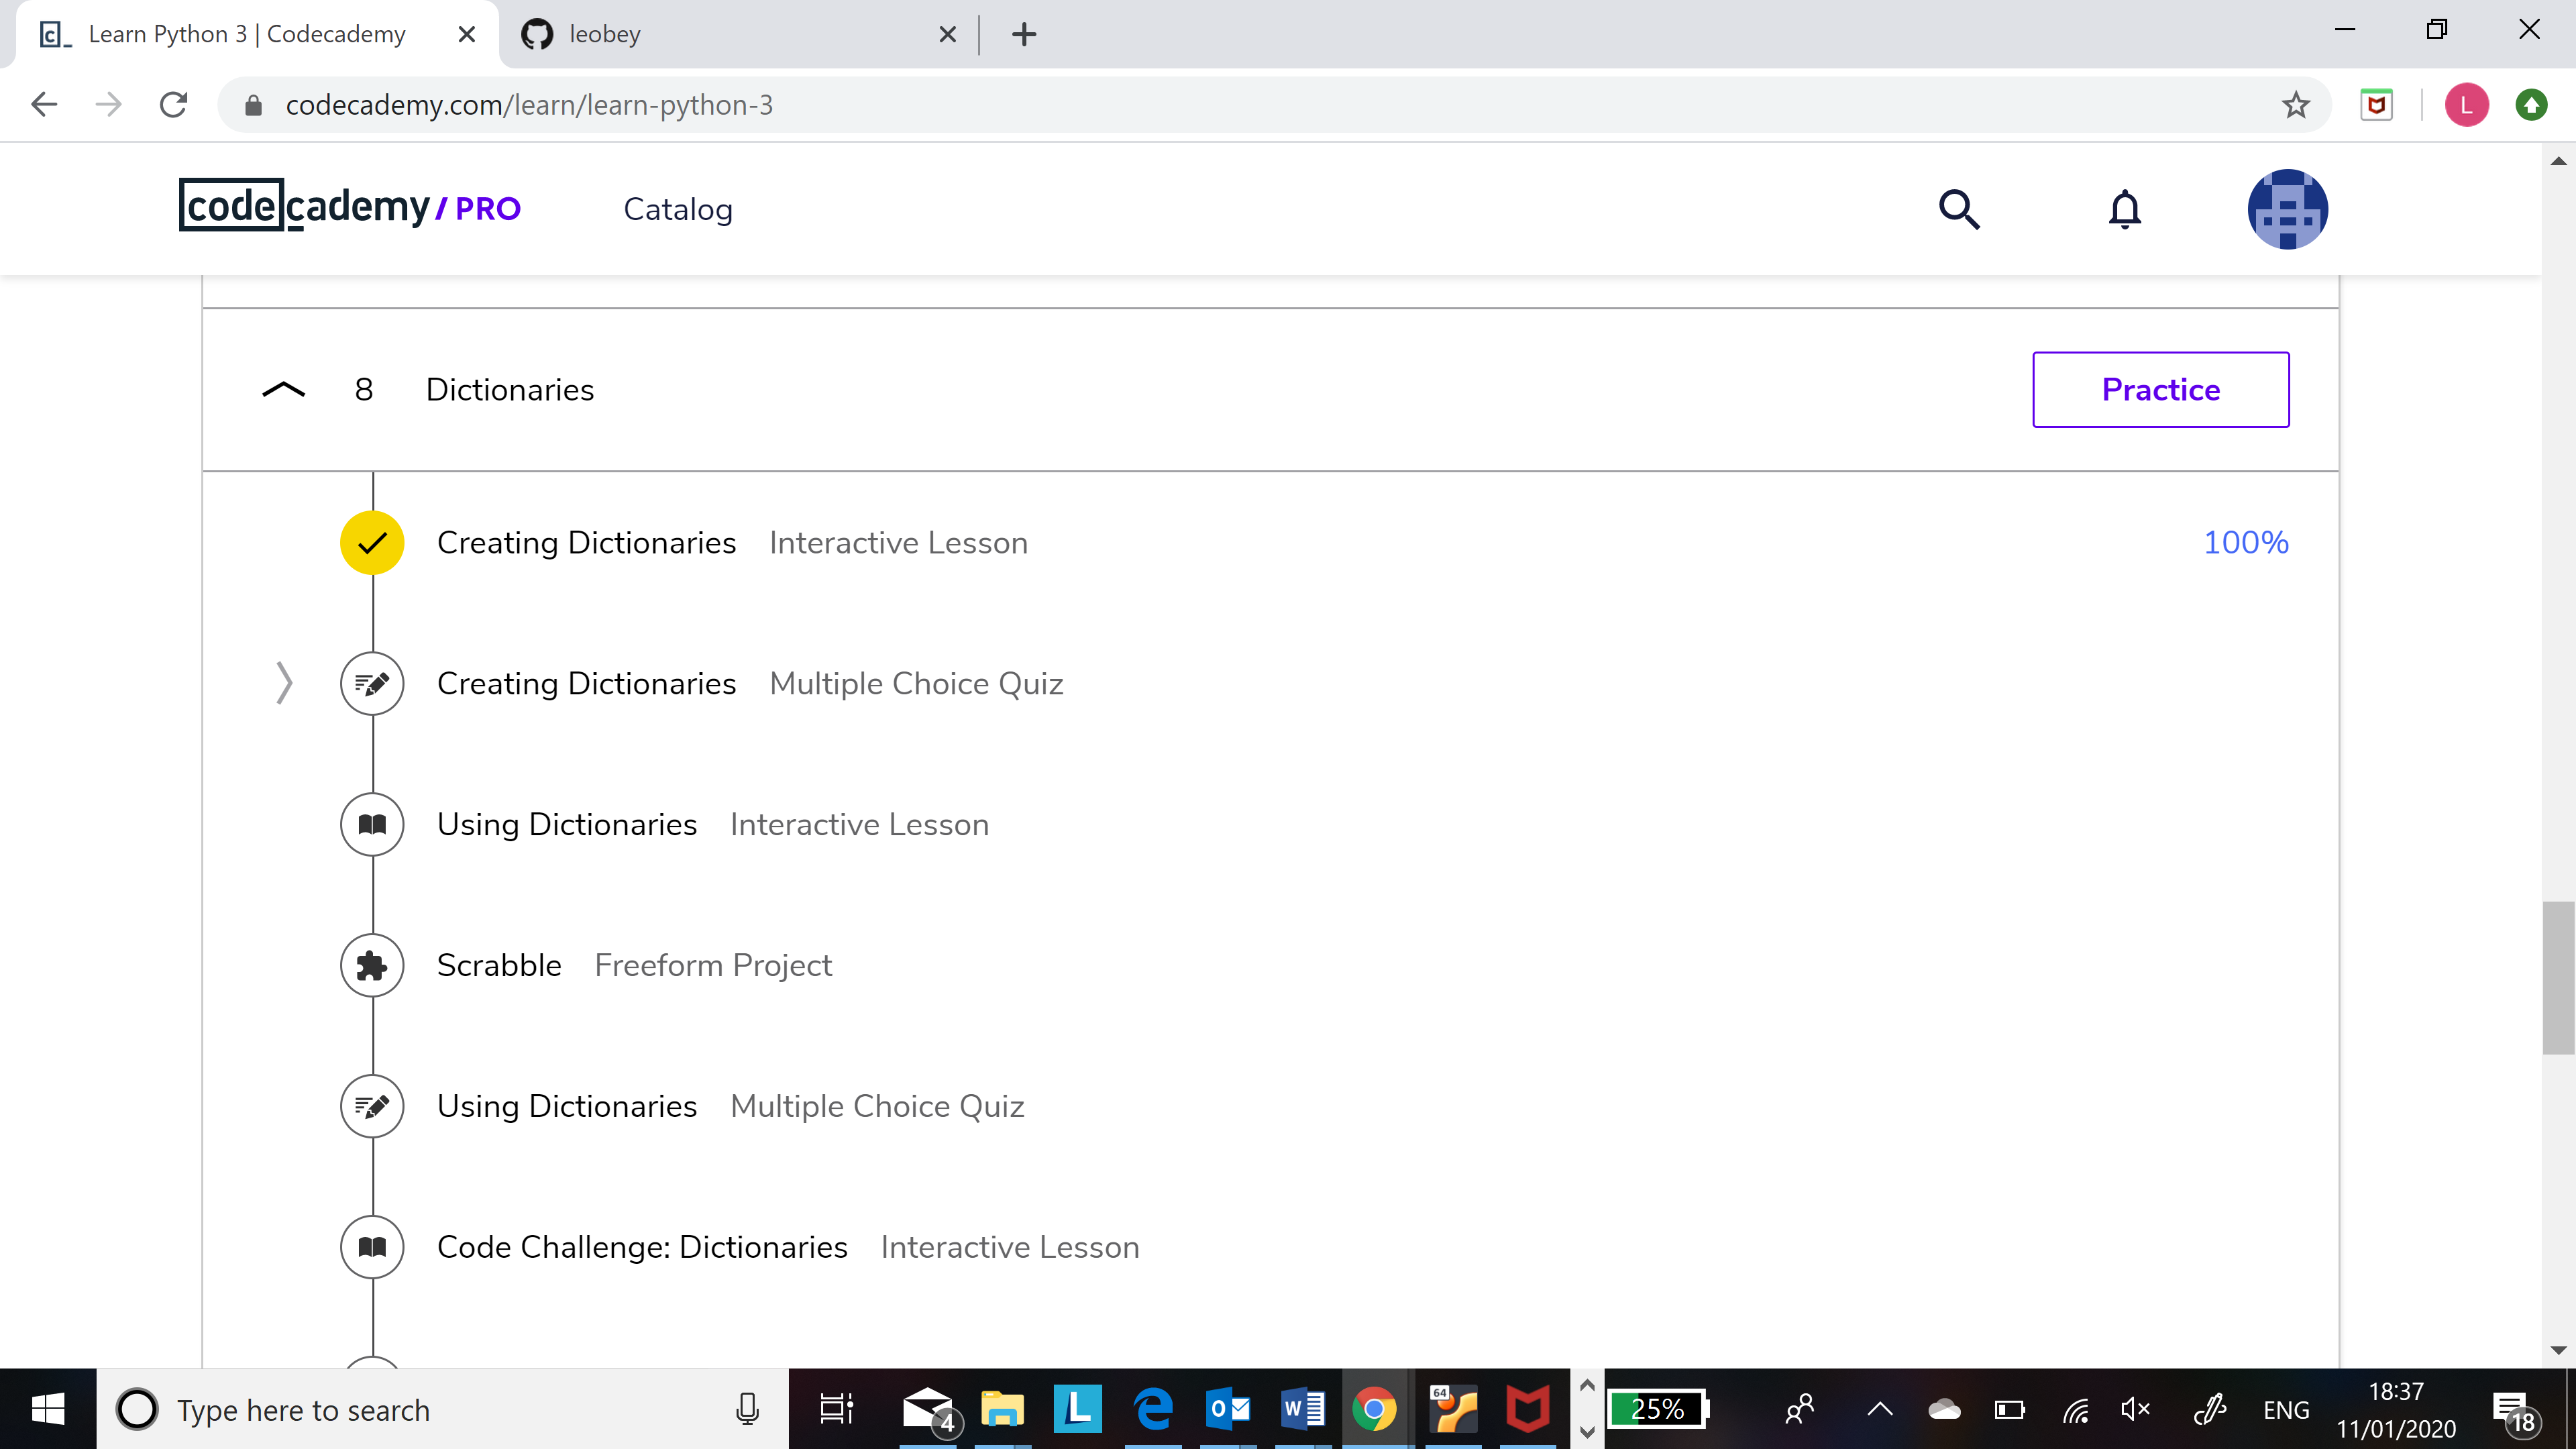 Learn Python 3 | Codecademy
leobey
codecademy.com/learn/learn-python-3
L
codecademy / PRO
Catalog
8 Dictionaries
Practice
Creating Dictionaries Interactive Lesson 100%
Creating Dictionaries Multiple Choice Quiz
Using Dictionaries Interactive Lesson
Scrabble Freeform Project
Using Dictionaries Multiple Choice Quiz
Code Challenge: Dictionaries Interactive Lesson
Type here to search
4
L
O
W
64
25%
ENG
18:37
11/01/2020
18